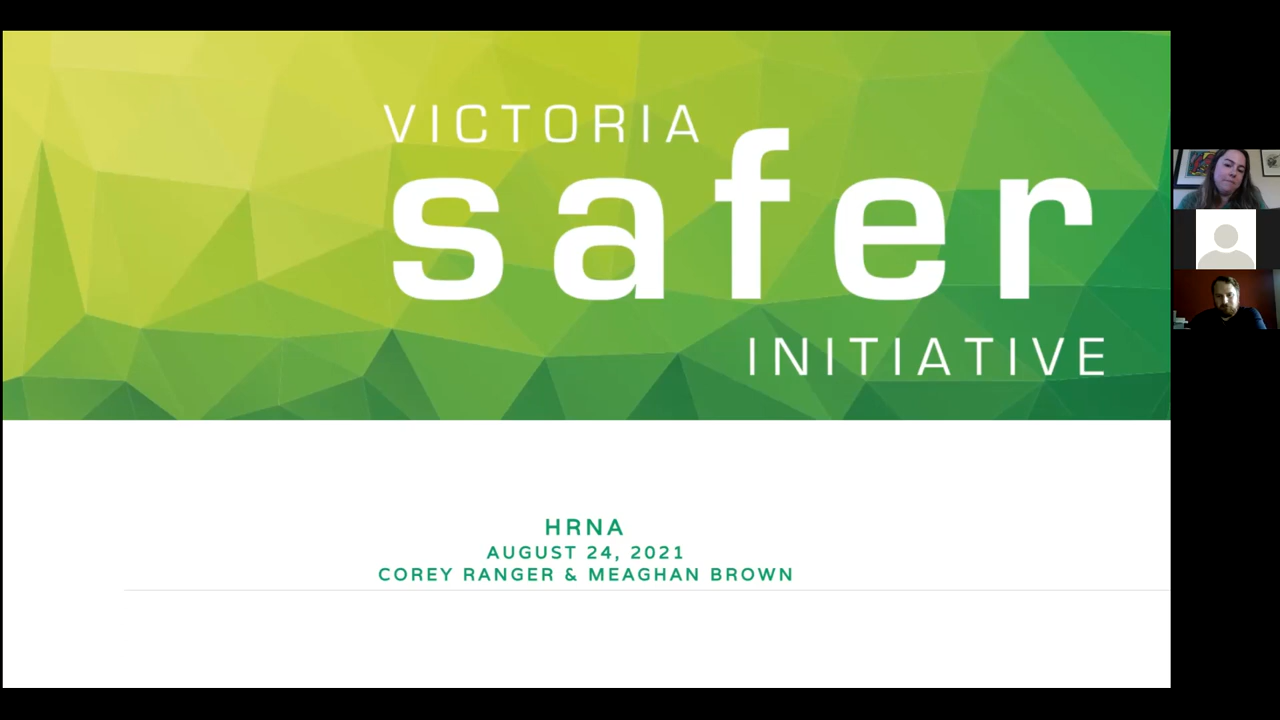 VICTORIA
safer
INITIATIVE
HRNA
AUGUST 24, 2021
COREY RANGER & MEAGHAN BROWN